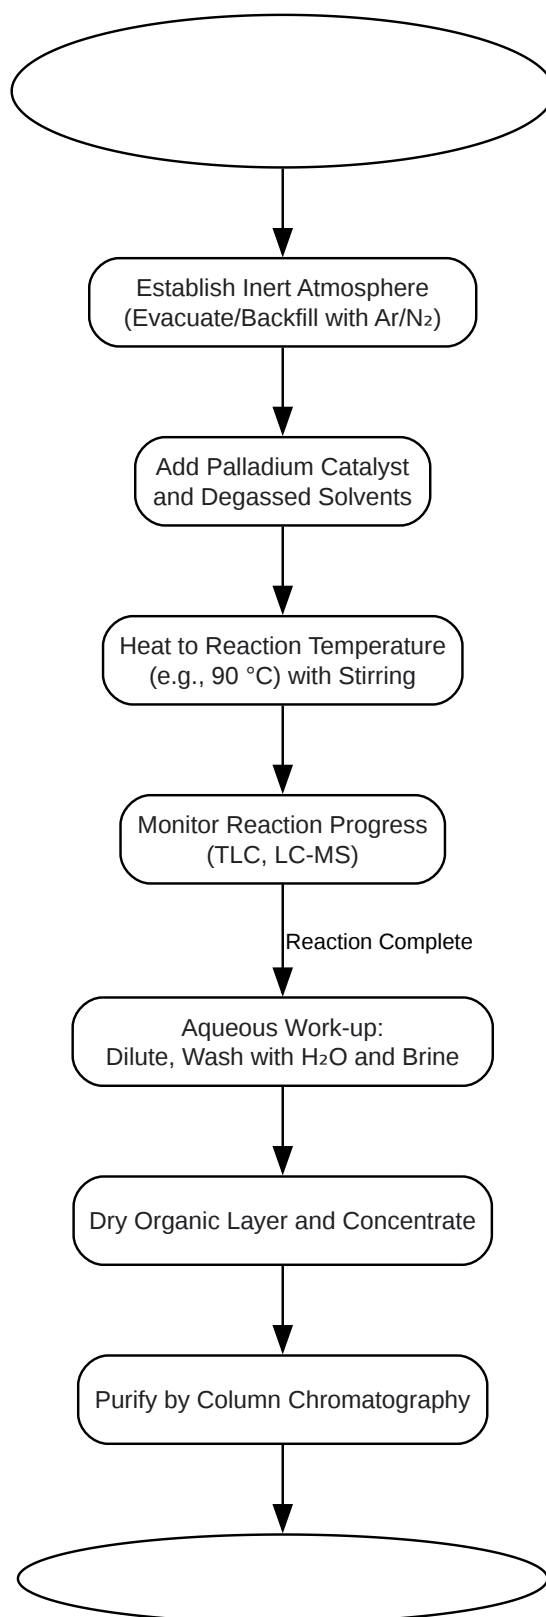 Establish Inert Atmosphere
(Evacuate/Backfill with Ar/N₂)
Add Palladium Catalyst
and Degassed Solvents
Heat to Reaction Temperature
(e.g., 90 °C) with Stirring
Monitor Reaction Progress
(TLC, LC-MS)
Reaction Complete
Aqueous Work-up:
Dilute, Wash with H₂O and Brine
Dry Organic Layer and Concentrate
Purify by Column Chromatography